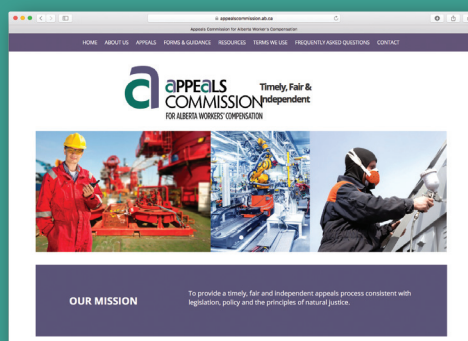 appealscommission.ab.ca
Appeals Commission for Alberta Worker's Compensation
HOME ABOUT US APPEALS FORMS & GUIDANCE RESOURCES TERMS WE USE FREQUENTLY ASKED QUESTIONS CONTACT
a APPEALS COMMISSION
FOR ALBERTA WORKERS' COMPENSATION
Timely, Fair &
Independent
OUR MISSION
To provide a timely, fair and independent appeals process consistent with
legislation, policy and the principles of natural justice.